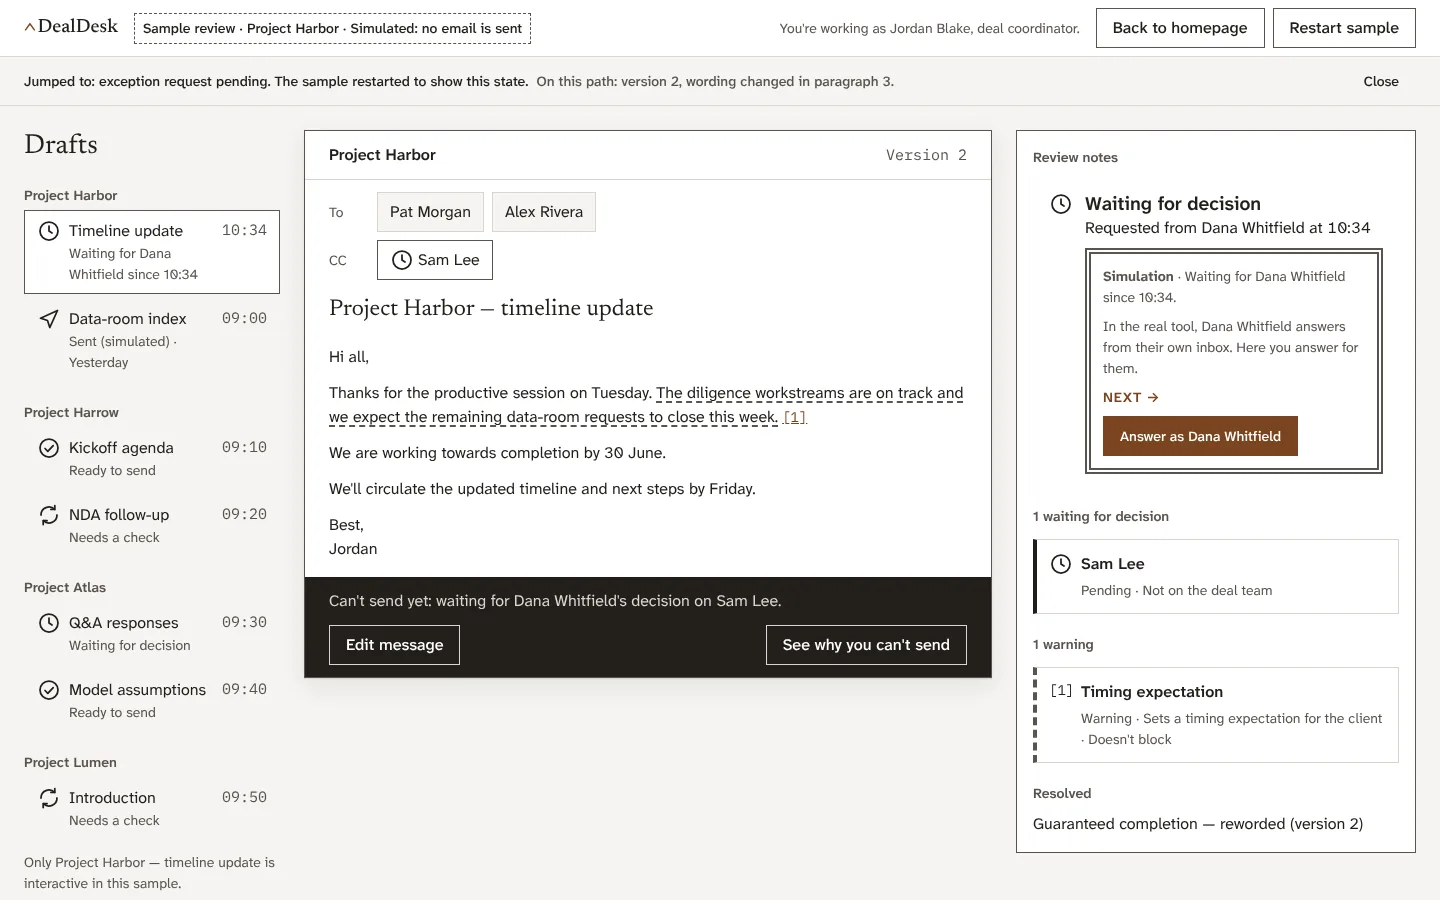 DealDesk
Sample review · Project Harbor · Simulated: no email is sent
You're working as Jordan Blake, deal coordinator.
Back to homepage
Restart sample
Jumped to: exception request pending. The sample restarted to show this state. On this path: version 2, wording changed in paragraph 3.
Close
Drafts
Project Harbor
Timeline update 10:34
Waiting for Dana
Whitfield since 10:34
Data-room index 09:00
Sent (simulated) ·
Yesterday
Project Harrow
Kickoff agenda 09:10
Ready to send
NDA follow-up 09:20
Needs a check
Project Atlas
Q&A responses 09:30
Waiting for decision
Model assumptions 09:40
Ready to send
Project Lumen
Introduction 09:50
Needs a check
Only Project Harbor — timeline update is
interactive in this sample.
Project Harbor Version 2
To Pat Morgan Alex Rivera
CC Sam Lee
Project Harbor — timeline update
Hi all,
Thanks for the productive session on Tuesday. The diligence workstreams are on track and
we expect the remaining data-room requests to close this week. [1]
We are working towards completion by 30 June.
We'll circulate the updated timeline and next steps by Friday.
Best,
Jordan
Can't send yet: waiting for Dana Whitfield's decision on Sam Lee.
Edit message
See why you can't send
Review notes
Waiting for decision
Requested from Dana Whitfield at 10:34
Simulation · Waiting for Dana Whitfield
since 10:34.
In the real tool, Dana Whitfield answers
from their own inbox. Here you answer for
them.
NEXT →
Answer as Dana Whitfield
1 waiting for decision
Sam Lee
Pending · Not on the deal team
1 warning
[1] Timing expectation
Warning · Sets a timing expectation for the client
· Doesn't block
Resolved
Guaranteed completion — reworded (version 2)